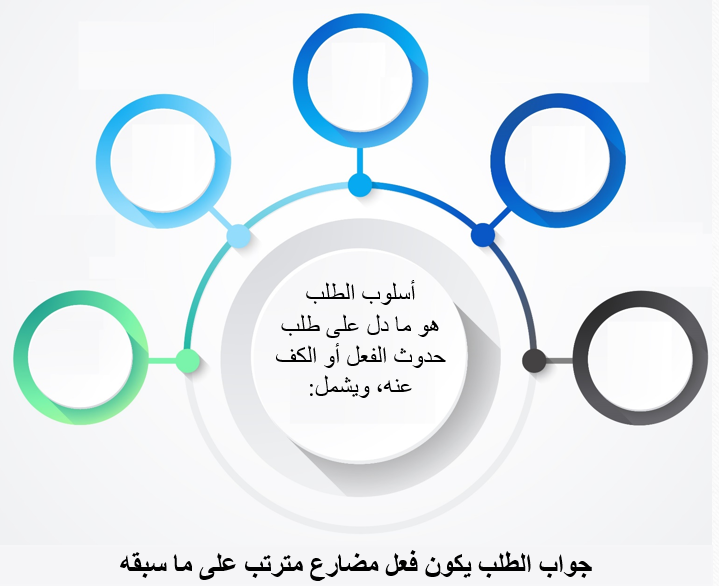 أسلوب الطلب
هو ما دل على طلب
حدوث الفعل أو الكف
عنه، ويشمل:
جواب الطلب يكون فعل مضارع مترتب على ما سبقه